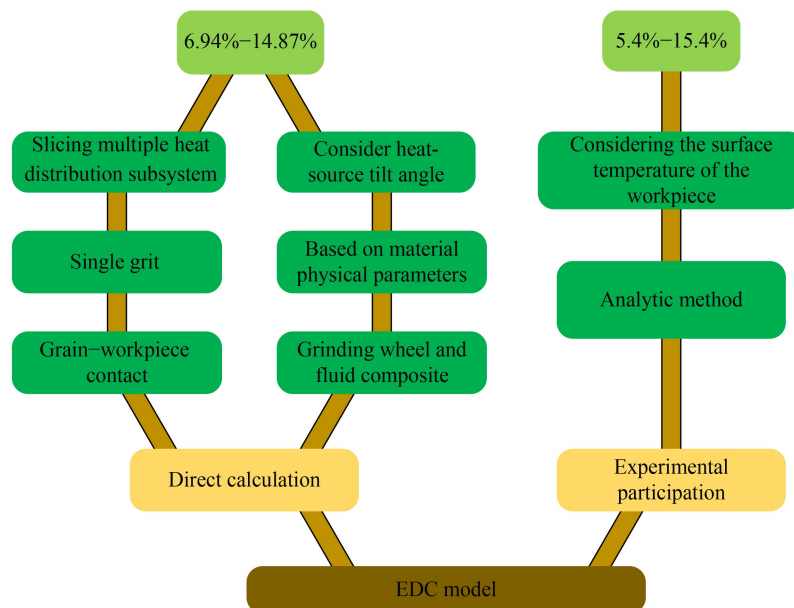 6.94%−14.87%
5.4%−15.4%
Slicing multiple heat
distribution subsystem
Consider heat-
source tilt angle
Considering the surface
temperature of the
workpiece
Single grit
Based on material
physical parameters
Analytic method
Grain−workpiece
contact
Grinding wheel and
fluid composite
Direct calculation
Experimental
participation
EDC model